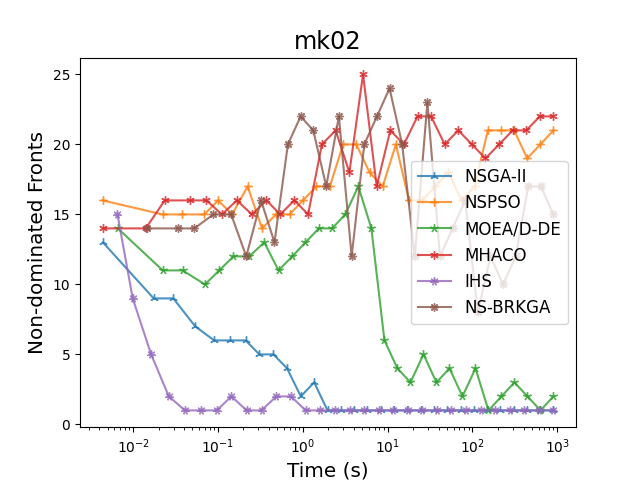 mk02
Non-dominated Fronts
25
20
15
10
5
0
NSGA-II
NSPSO
MOEA/D-DE
MHACO
IHS
NS-BRKGA
10⁻² 10⁻¹ 10⁰ 10¹ 10² 10³
Time (s)